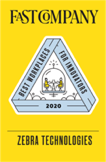 FAST COMPANY
BEST WORKPLACES
FOR INNOVATORS
2020
ZEBRA TECHNOLOGIES